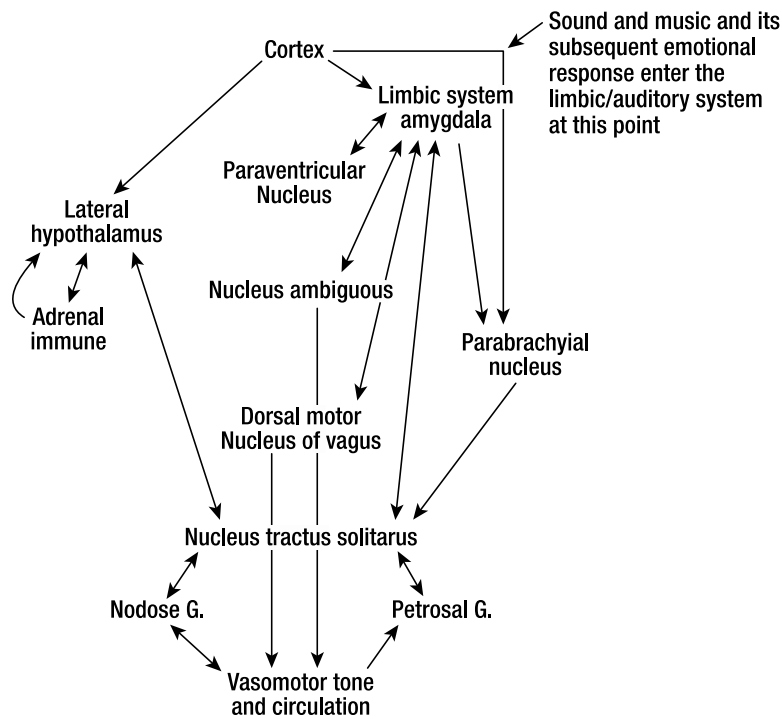 Sound and music and its
subsequent emotional
response enter the
limbic/auditory system
at this point
Cortex
Limbic system
amygdala
Paraventricular
Nucleus
Lateral
hypothalamus
Nucleus ambiguous
Adrenal
immune
Parabrachyial
nucleus
Dorsal motor
Nucleus of vagus
Nucleus tractus solitarus
Nodose G.
Petrosal G.
Vasomotor tone
and circulation